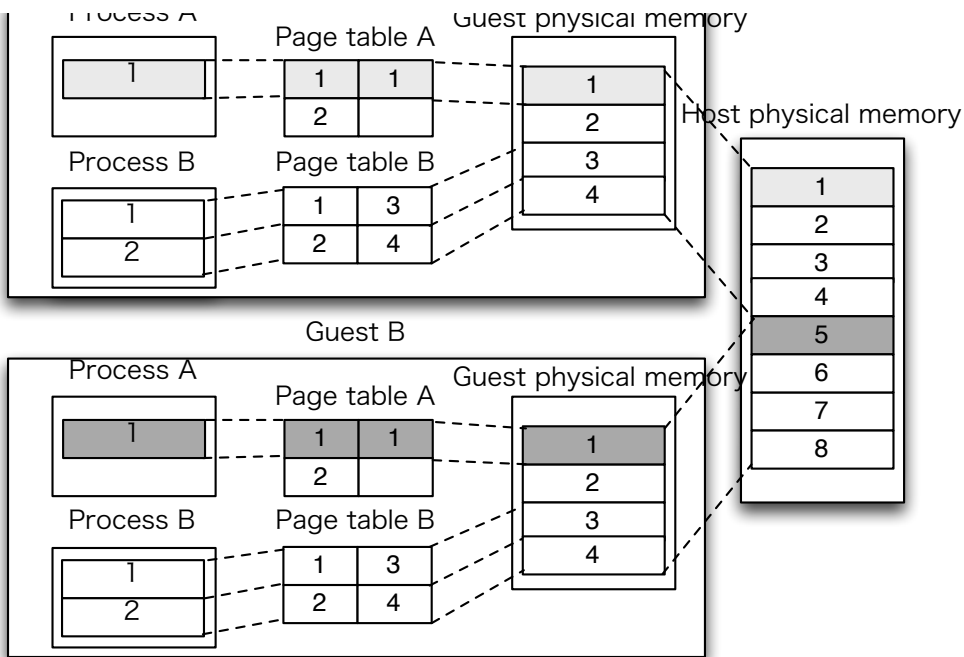 Process A
Page table A
Guest physical memory
1
1 1
2
1
2
3
4
Process B
Page table B
1
2
1 3
2 4
Host physical memory
1
2
3
4
5
6
7
8
Guest B
Process A
Page table A
Guest physical memory
1
1 1
2
1
2
3
4
Process B
Page table B
1
2
1 3
2 4